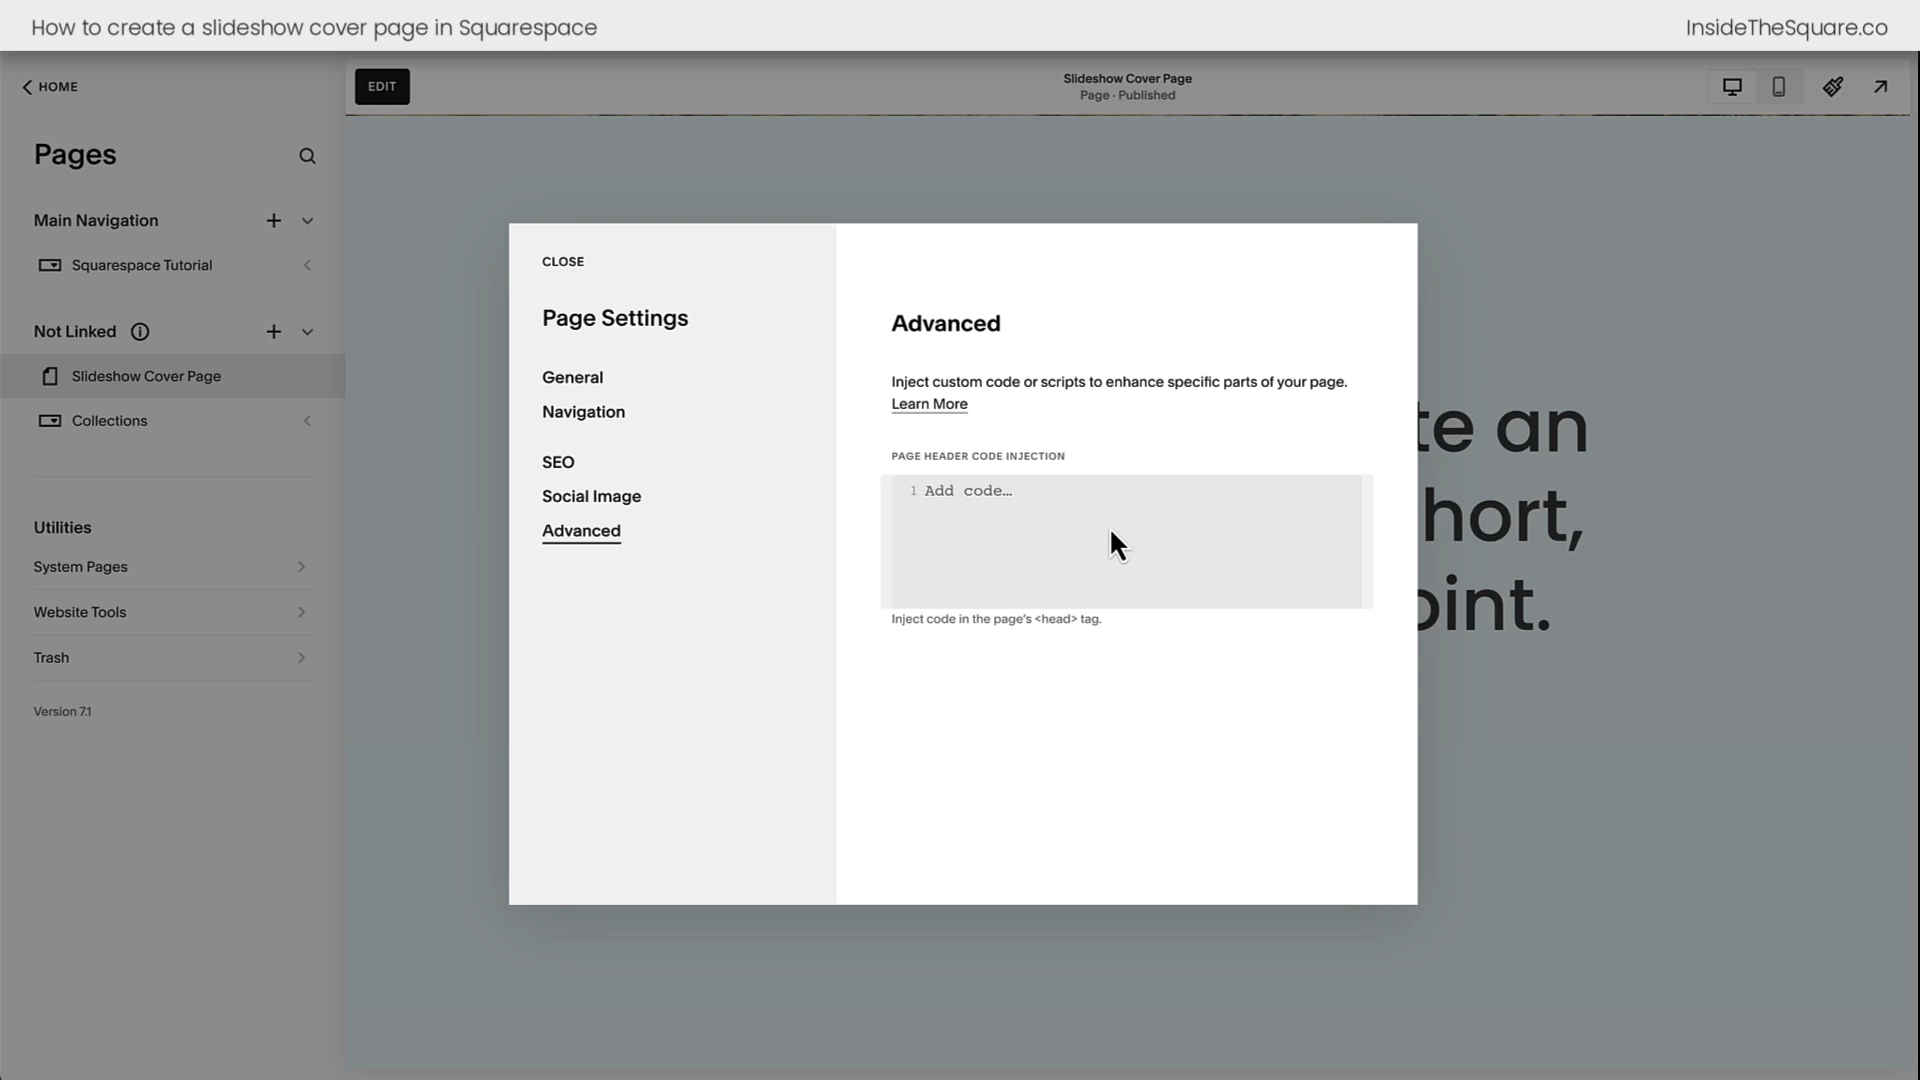 How to create a slideshow cover page in Squarespace
InsideTheSquare.co
HOME
EDIT
Slideshow Cover Page
Page · Published
Pages
Main Navigation
Squarespace Tutorial
Not Linked
Slideshow Cover Page
Collections
Utilities
System Pages
Website Tools
Trash
Version 7.1
CLOSE
Page Settings
General
Navigation
SEO
Social Image
Advanced
Advanced
Inject custom code or scripts to enhance specific parts of your page.
Learn More
PAGE HEADER CODE INJECTION
1 Add code…
Inject code in the page's <head> tag.
te an
hort,
oint.